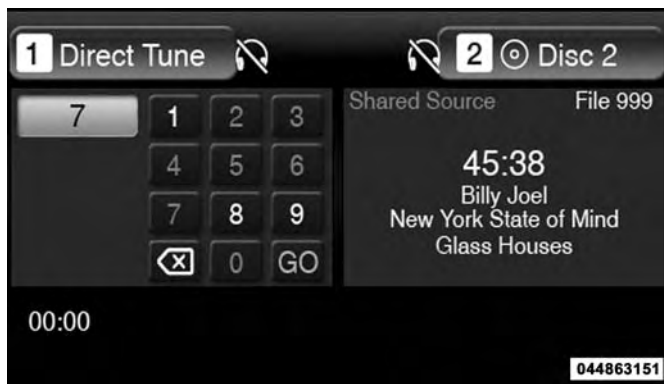 1 Direct Tune
2 Disc 2
7
1 2 3
4 5 6
7 8 9
0 GO
Shared Source File 999
45:38
Billy Joel
New York State of Mind
Glass Houses
00:00
044863151